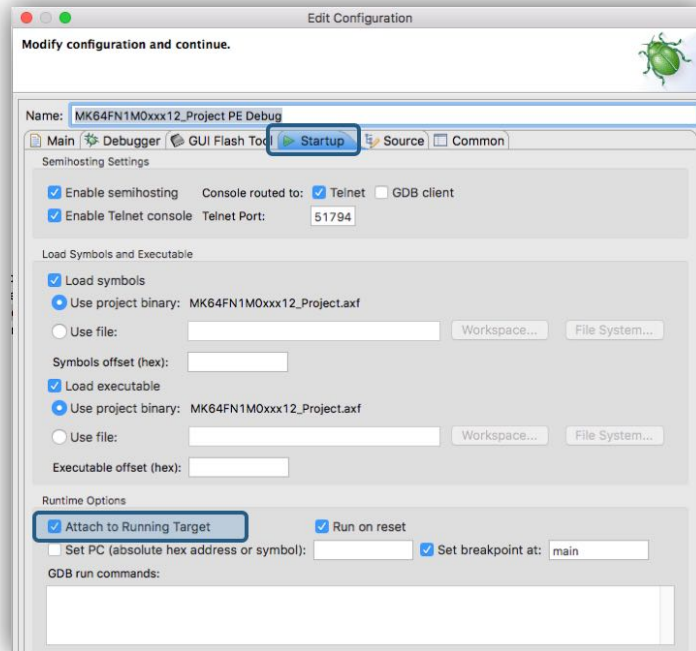 Edit Configuration
Modify configuration and continue.
Name: MK64FN1M0xxx12_Project PE Debug
Main Debugger GUI Flash Tool Startup Source Common
Semihosting Settings
Enable semihosting Console routed to: Telnet GDB client
Enable Telnet console Telnet Port: 51794
Load Symbols and Executable
Load symbols
Use project binary: MK64FN1M0xxx12_Project.axf
Use file: Workspace... File System...
Symbols offset (hex):
Load executable
Use project binary: MK64FN1M0xxx12_Project.axf
Use file: Workspace... File System...
Executable offset (hex):
Runtime Options
Attach to Running Target Run on reset
Set PC (absolute hex address or symbol): Set breakpoint at: main
GDB run commands: